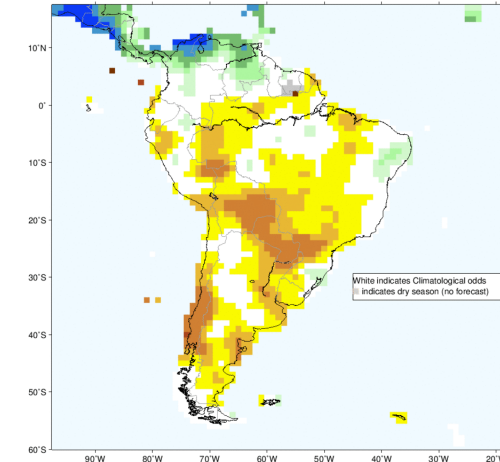 10˚N
0˚
10˚S
20˚S
30˚S
White indicates Climatological odds
indicates dry season (no forecast)
40˚S
50˚S
60˚S
90˚W 80˚W 70˚W 60˚W 50˚W 40˚W 30˚W